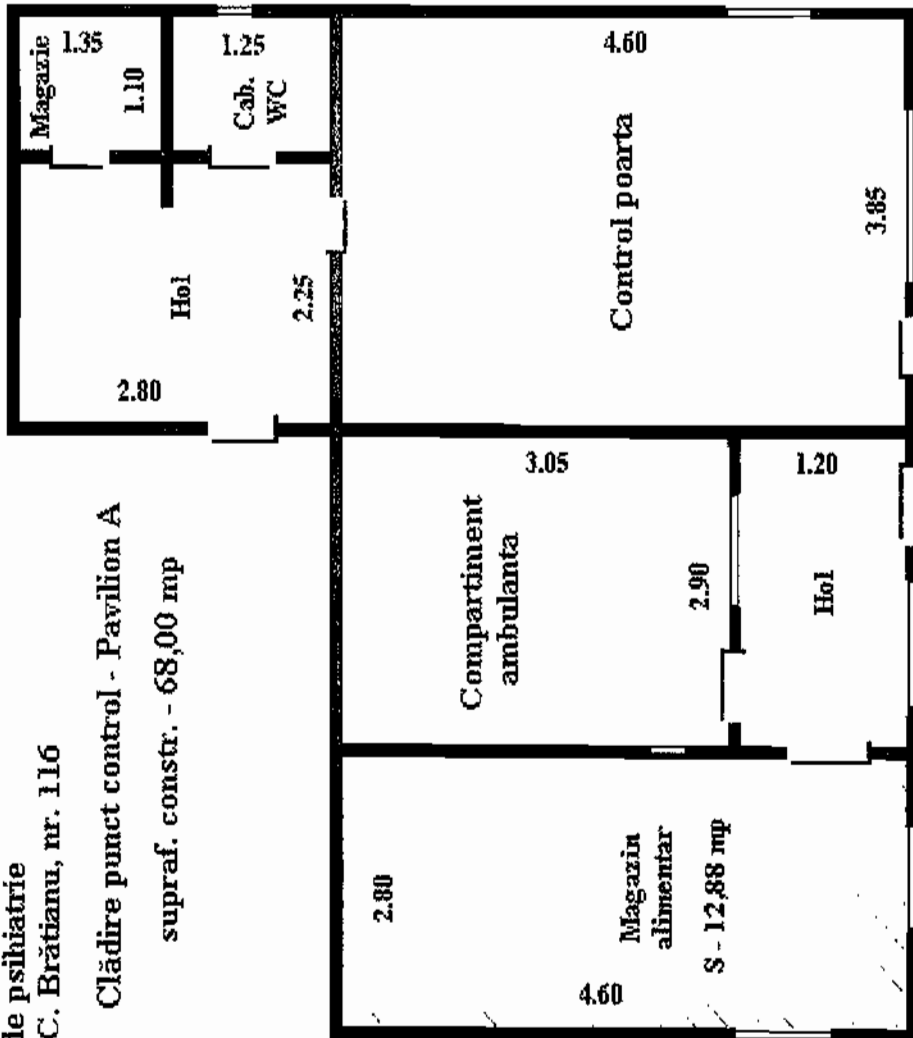 le psihiatrie
C. Brătianu, nr. 116
Clădire punct control - Pavilion A
supraf. constr. - 68,00 mp
Magazie
1.35
1.10
1.25
Cab.
WC
Hol
2.25
2.80
4.60
Control poarta
3.85
3.05
Compartiment
ambulanta
2.90
1.20
Hol
2.80
Magazin
alimentar
S - 12,88 mp
4.60